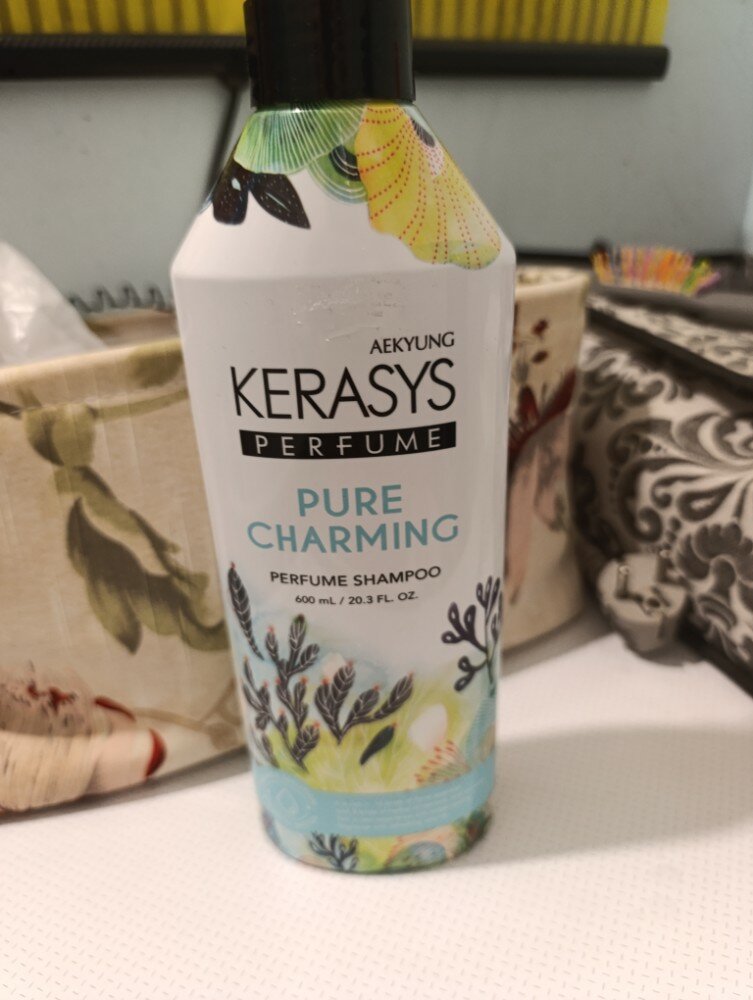 AEKYUNG
KERASYS
PERFUME
PURE
CHARMING
PERFUME SHAMPOO
600 mL / 20.3 FL. OZ.